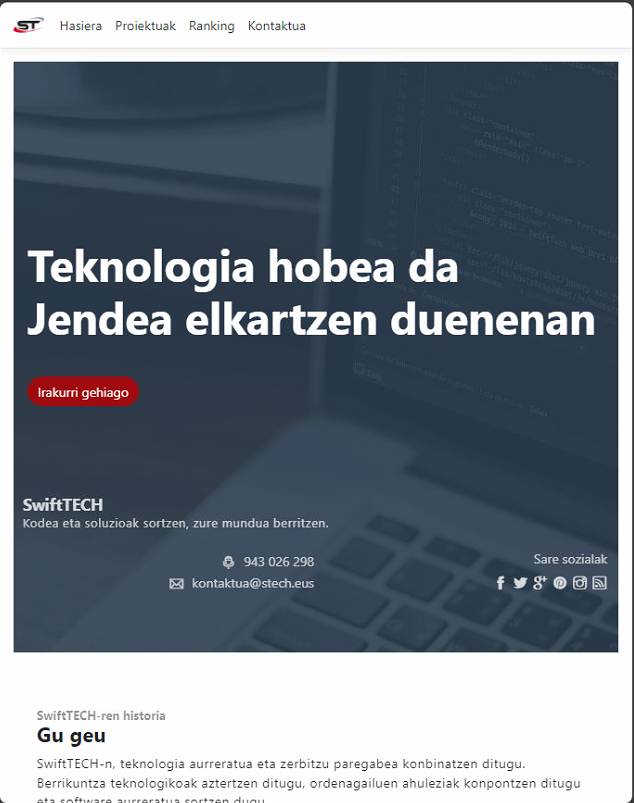 ST
Hasiera Proiektuak Ranking Kontaktua
Teknologia hobea da
Jendea elkartzen duenenan
Irakurri gehiago
SwiftTECH
Kodea eta soluzioak sortzen, zure mundua berritzen.
943 026 298
kontaktua@stech.eus
Sare sozialak
SwiftTECH-ren historia
Gu geu
SwiftTECH-n, teknologia aurreratua eta zerbitzu paregabea konbinatzen ditugu.
Berrikuntza teknologikoak aztertzen ditugu, ordenagailuen ahuleziak konpontzen ditugu
eta software aurreratua sortzen dugu